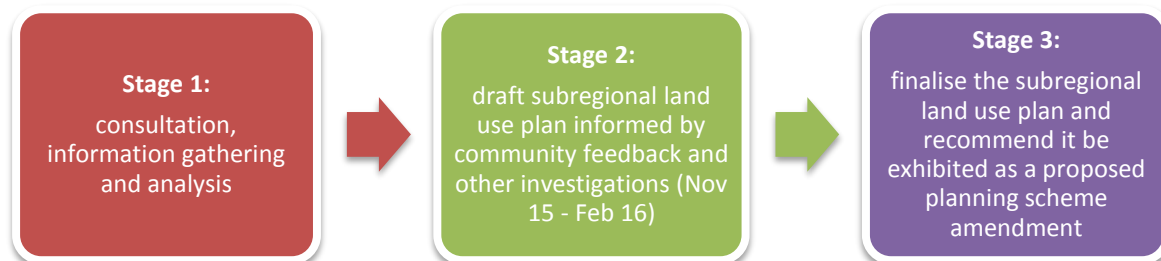 Stage 1:
consultation,
information gathering
and analysis
Stage 2:
draft subregional land
use plan informed by
community feedback and
other investigations (Nov
15 - Feb 16)
Stage 3:
finalise the subregional
land use plan and
recommend it be
exhibited as a proposed
planning scheme
amendment